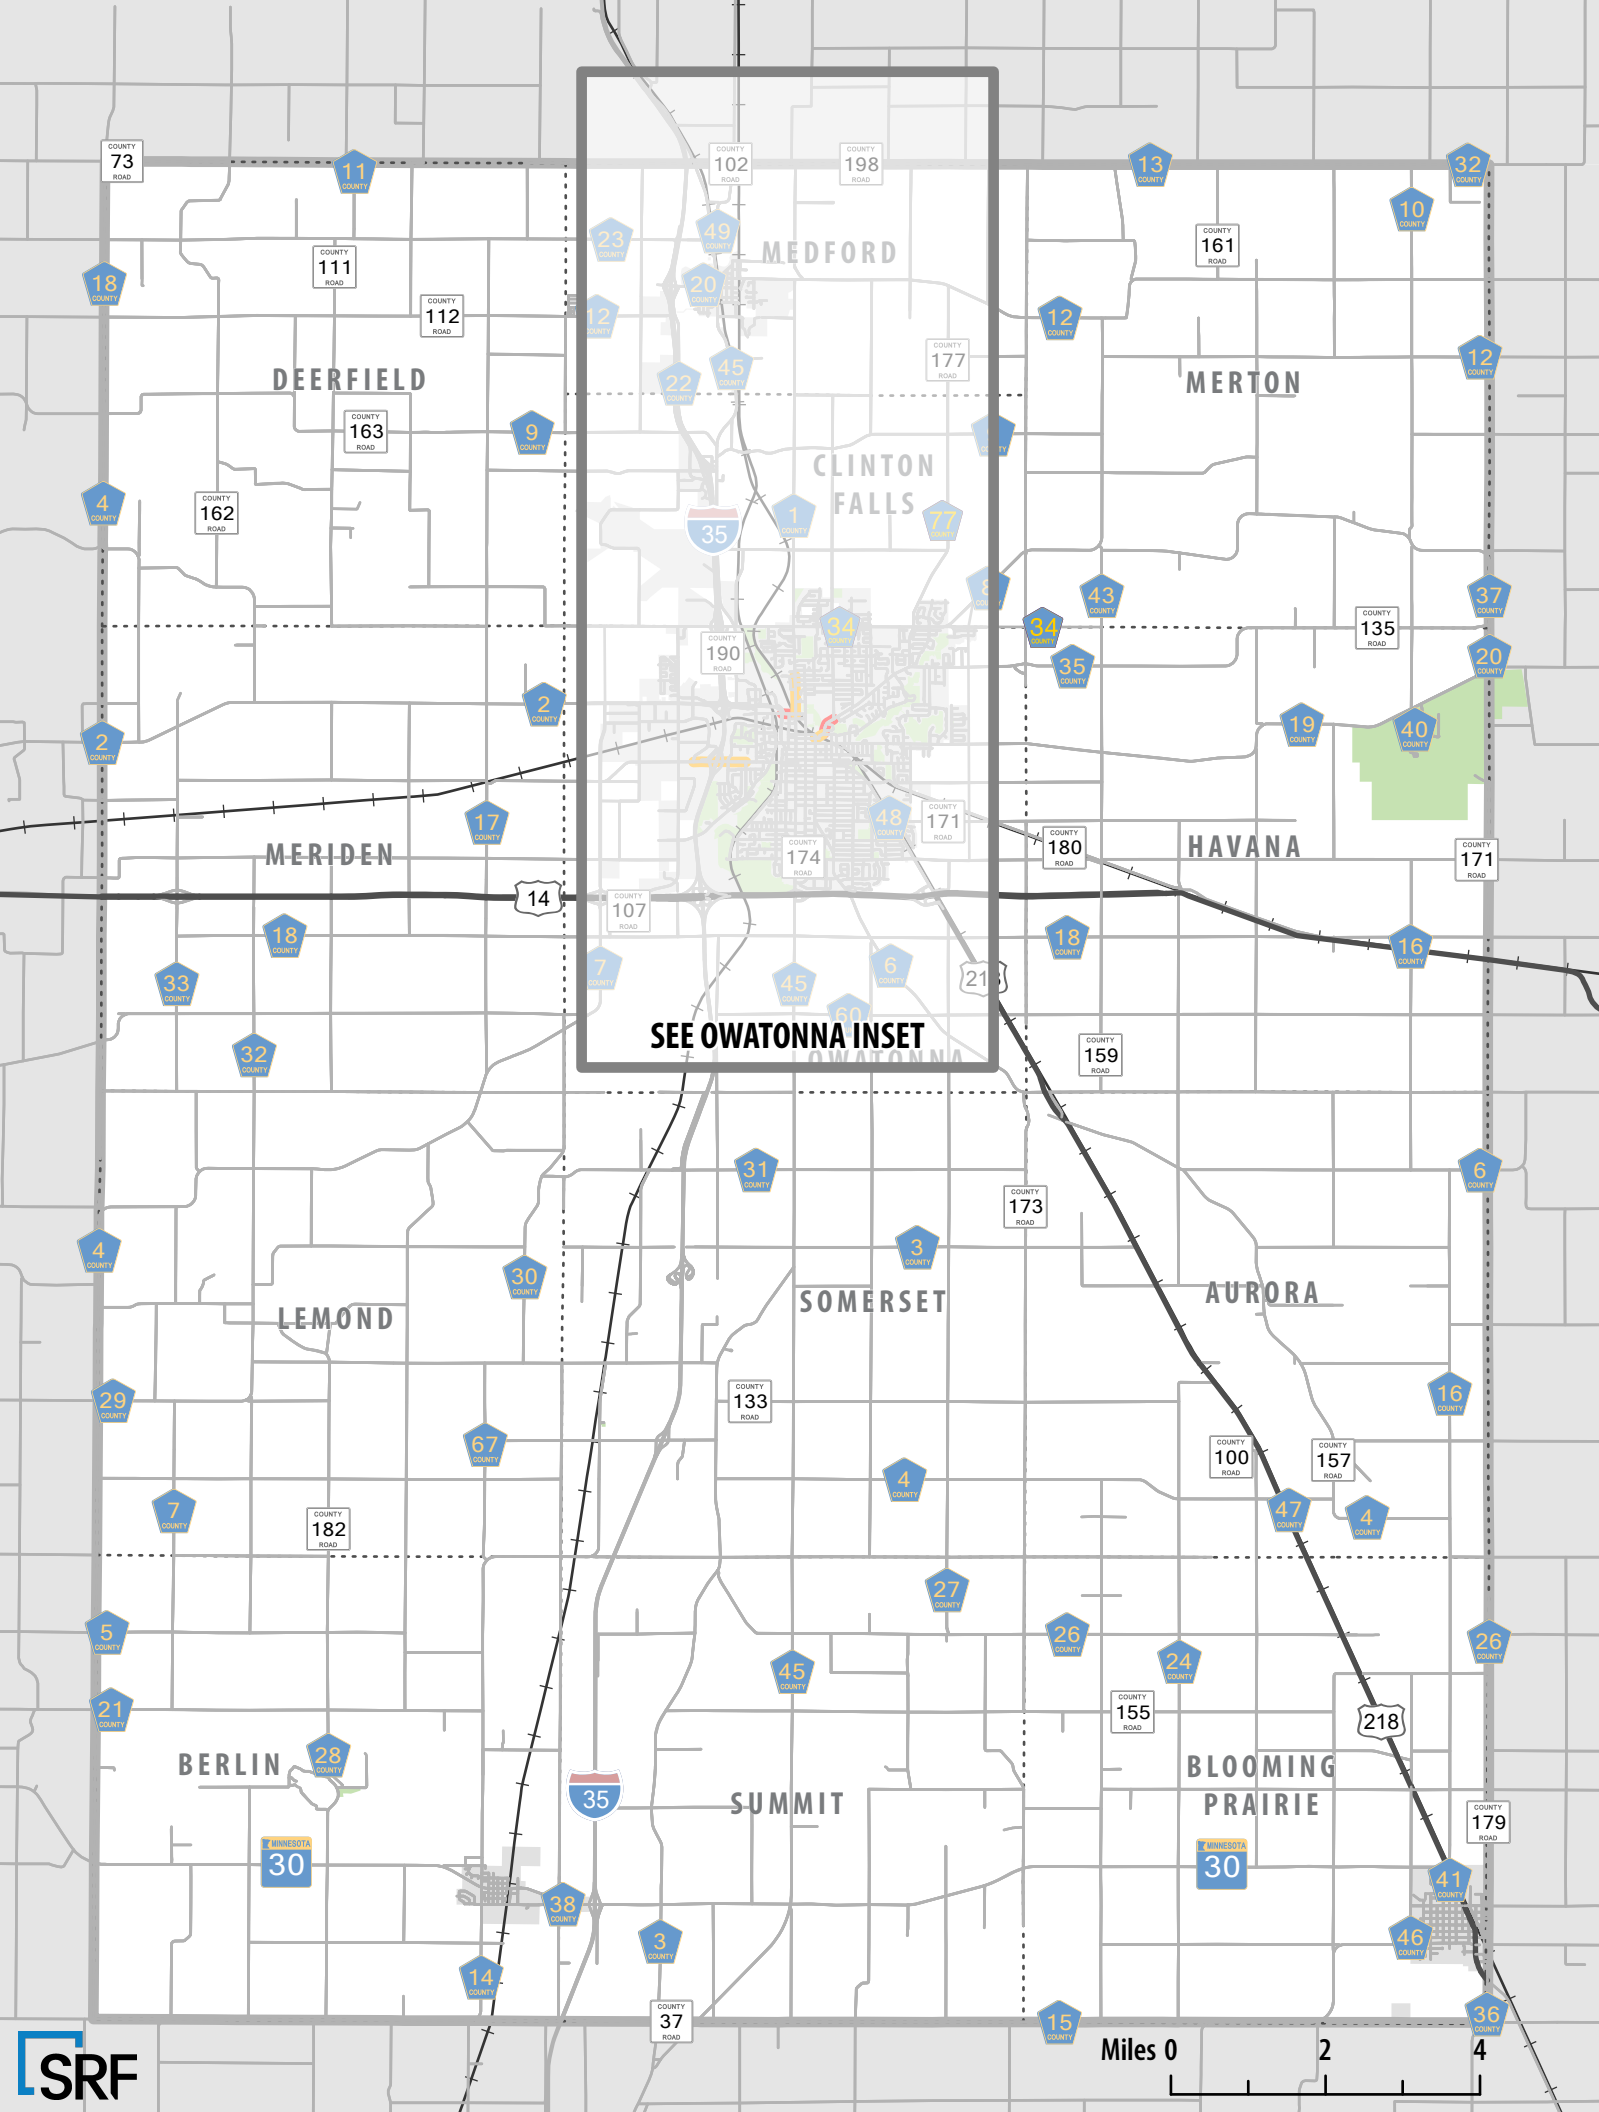 COUNTY
73
ROAD
11
COUNTY
COUNTY
102
ROAD
COUNTY
198
ROAD
13
COUNTY
32
COUNTY
10
COUNTY
COUNTY
161
ROAD
23
COUNTY
49
COUNTY
MEDFORD
COUNTY
111
ROAD
18
COUNTY
20
COUNTY
COUNTY
112
ROAD
12
COUNTY
12
COUNTY
12
COUNTY
COUNTY
177
ROAD
45
COUNTY
22
COUNTY
DEERFIELD
MERTON
COUNTY
163
ROAD
9
COUNTY
COUNTY
CLINTON
FALLS
4
COUNTY
COUNTY
162
ROAD
35
1
COUNTY
77
COUNTY
8
COUNTY
43
COUNTY
37
COUNTY
34
COUNTY
34
COUNTY
COUNTY
135
ROAD
COUNTY
190
ROAD
35
COUNTY
20
COUNTY
2
COUNTY
2
COUNTY
19
COUNTY
40
COUNTY
17
COUNTY
48
COUNTY
COUNTY
171
ROAD
COUNTY
180
ROAD
HAVANA
MERIDEN
COUNTY
174
ROAD
COUNTY
171
ROAD
14
COUNTY
107
ROAD
18
COUNTY
18
COUNTY
16
COUNTY
33
COUNTY
7
COUNTY
45
COUNTY
6
COUNTY
218
60
SEE OWATONNA INSET
OWATONNA
32
COUNTY
COUNTY
159
ROAD
31
COUNTY
6
COUNTY
COUNTY
173
ROAD
4
COUNTY
3
COUNTY
30
COUNTY
SOMERSET
AURORA
LEMOND
29
COUNTY
COUNTY
133
ROAD
16
COUNTY
67
COUNTY
COUNTY
100
ROAD
COUNTY
157
ROAD
4
COUNTY
7
COUNTY
COUNTY
182
ROAD
47
COUNTY
4
COUNTY
27
COUNTY
5
COUNTY
26
COUNTY
26
COUNTY
45
COUNTY
24
COUNTY
21
COUNTY
COUNTY
155
ROAD
218
28
COUNTY
BERLIN
BLOOMING
PRAIRIE
35
SUMMIT
COUNTY
179
ROAD
MINNESOTA
30
MINNESOTA
30
41
COUNTY
38
COUNTY
3
COUNTY
46
COUNTY
14
COUNTY
COUNTY
37
ROAD
15
COUNTY
36
COUNTY
Miles 0 2 4
SRF